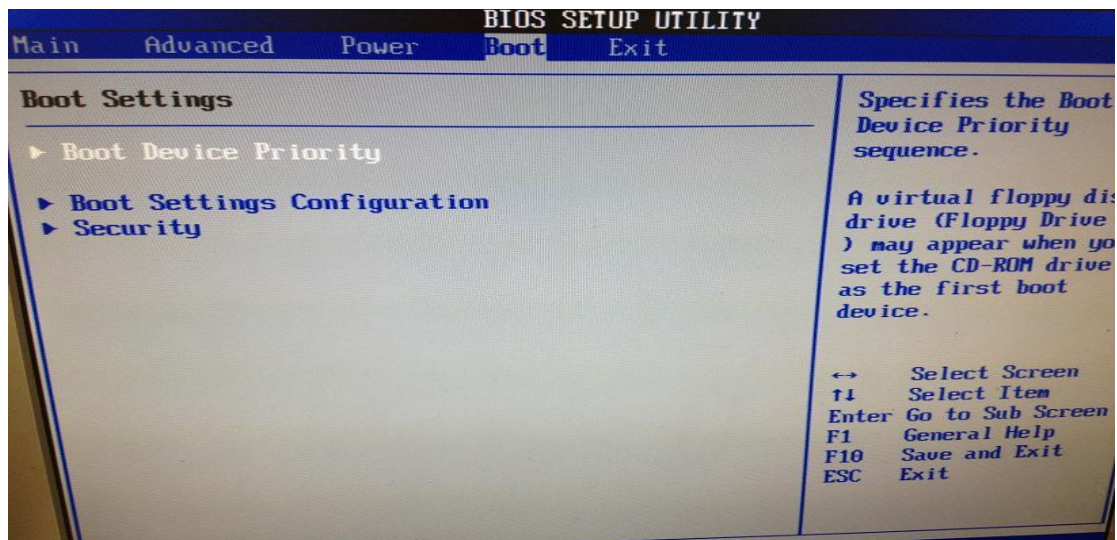 BIOS SETUP UTILITY
Main Advanced Power Boot Exit
Boot Settings
► Boot Device Priority
► Boot Settings Configuration
► Security
Specifies the Boot
Device Priority
sequence.
A virtual floppy dis
drive (Floppy Drive
) may appear when yo
set the CD-ROM drive
as the first boot
device.
↔ Select Screen
↑↓ Select Item
Enter Go to Sub Screen
F1 General Help
F10 Save and Exit
ESC Exit